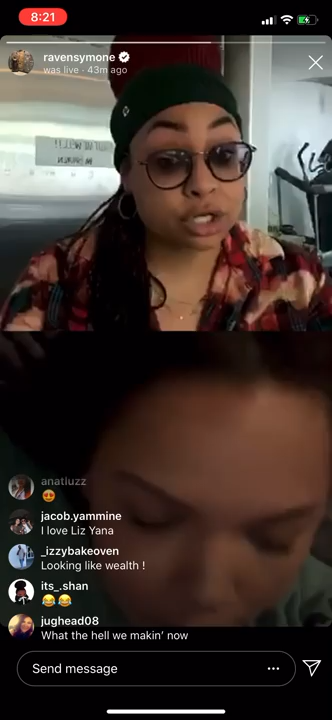 8:21
ravensymone
was live · 43m ago
anatluzz
😍
jacob.yammine
I love Liz Yana
_izzybakeoven
Looking like wealth !
its_.shan
😂😂
jughead08
What the hell we makin' now
Send message